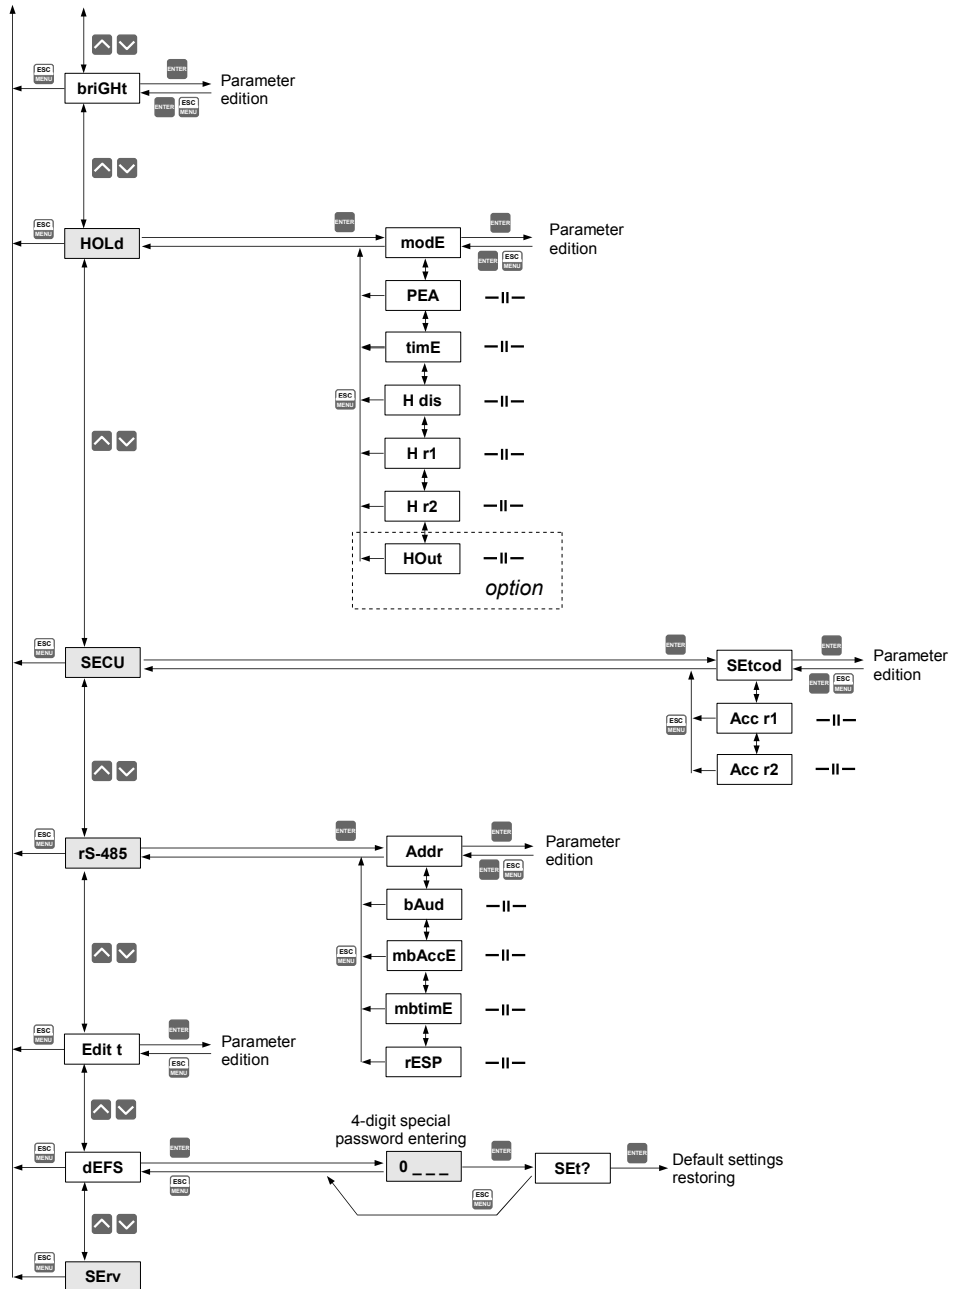 ENTER
ESC
MENU
briGHt
Parameter
edition
ENTER
ESC
MENU
ESC
MENU
HOLd
ENTER
modE
ENTER
Parameter
edition
ENTER
ESC
MENU
PEA
—II—
timE
—II—
ESC
MENU
H dis
—II—
H r1
—II—
H r2
—II—
HOut
—II—
option
ESC
MENU
SECU
ENTER
SEtcod
ENTER
Parameter
edition
ENTER
ESC
MENU
ESC
MENU
Acc r1
—II—
Acc r2
—II—
ESC
MENU
rS-485
ENTER
Addr
ENTER
Parameter
edition
ENTER
ESC
MENU
bAud
—II—
ESC
MENU
mbAccE
—II—
mbtimE
—II—
rESP
—II—
ESC
MENU
Edit t
ENTER
Parameter
edition
ESC
MENU
4-digit special
password entering
ESC
MENU
dEFS
ENTER
ESC
MENU
0 _ _ _
ENTER
SEt?
ENTER
Default settings
restoring
ESC
MENU
ESC
MENU
SErv